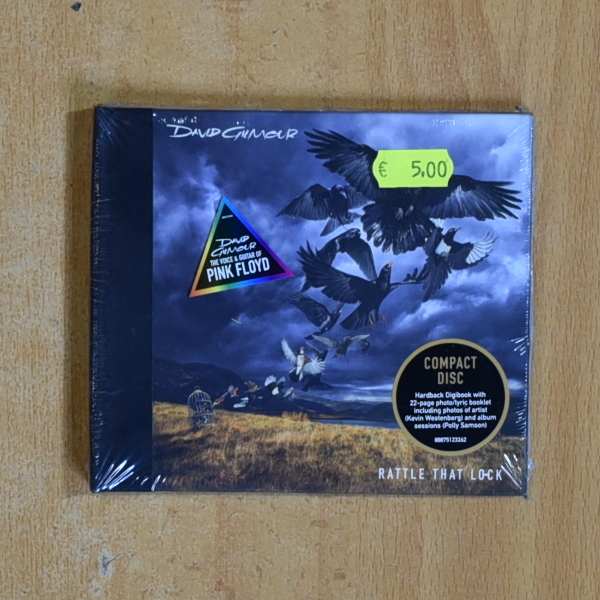 DAVID GILMOUR
€ 5,00
DAVID
GILMOUR
THE VOICE & GUITAR OF
PINK FLOYD
COMPACT
DISC
Hardback Digibook with
22-page photo/lyric booklet
including photos of artist
(Kevin Westenberg) and album
sessions (Polly Samson)
88875123262
RATTLE THAT LOCK